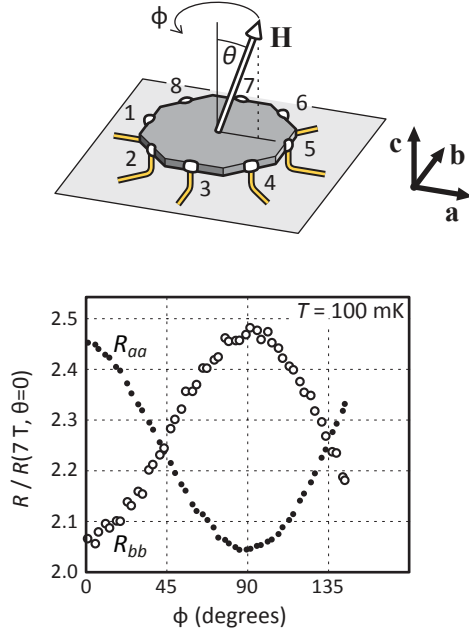 ϕ
H
θ
8
7
1
6
2
5
3
4
c
b
a
T = 100 mK
R_aa
R_bb
2.5
2.4
2.3
2.2
2.1
2.0
0
45
90
135
R / R(7 T, θ=0)
ϕ (degrees)